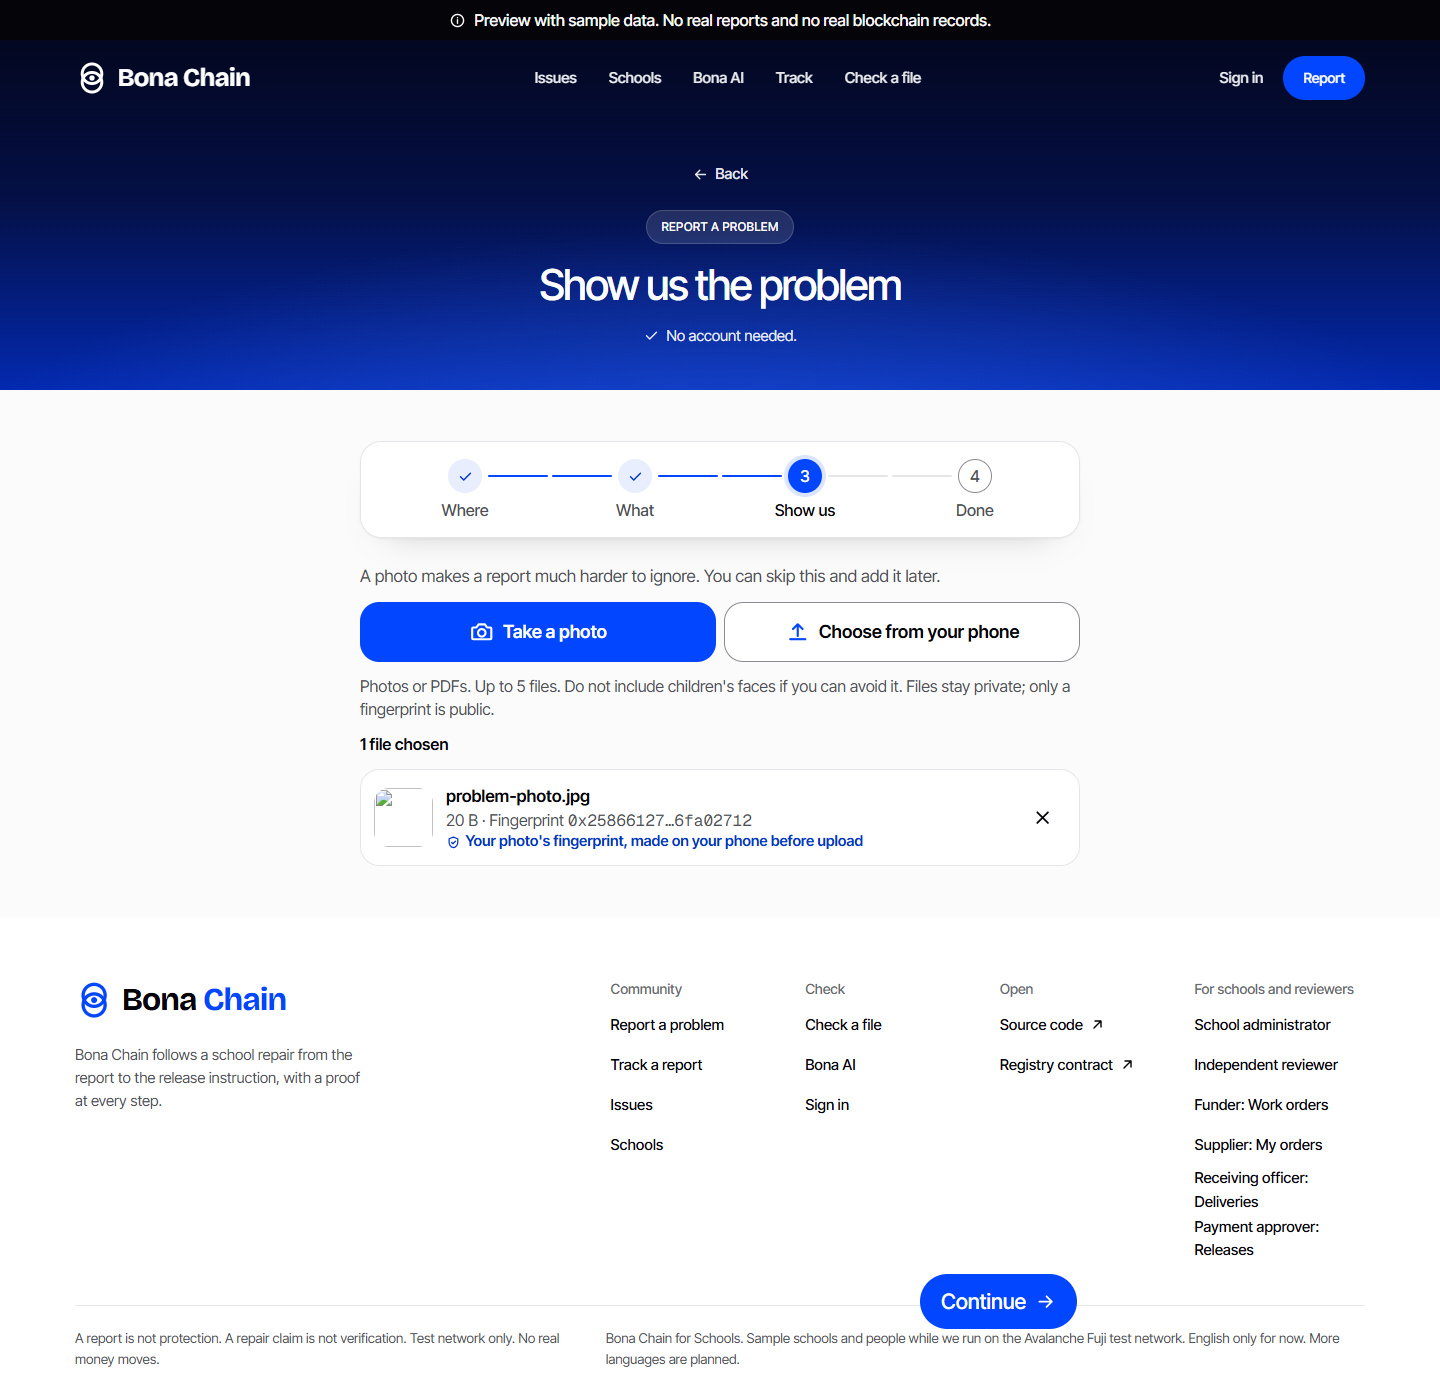 Preview with sample data. No real reports and no real blockchain records.
Bona Chain
Issues
Schools
Bona AI
Track
Check a file
Sign in
Report
Back
REPORT A PROBLEM
Show us the problem
No account needed.
3
4
Where
What
Show us
Done
A photo makes a report much harder to ignore. You can skip this and add it later.
Take a photo
Choose from your phone
Photos or PDFs. Up to 5 files. Do not include children's faces if you can avoid it. Files stay private; only a
fingerprint is public.
1 file chosen
problem-photo.jpg
20 B · Fingerprint 0x25866127…6fa02712
Your photo's fingerprint, made on your phone before upload
Bona Chain
Bona Chain follows a school repair from the
report to the release instruction, with a proof
at every step.
Community
Report a problem
Track a report
Issues
Schools
Check
Check a file
Bona AI
Sign in
Open
Source code
Registry contract
For schools and reviewers
School administrator
Independent reviewer
Funder: Work orders
Supplier: My orders
Receiving officer:
Deliveries
Payment approver:
Releases
Continue
A report is not protection. A repair claim is not verification. Test network only. No real
money moves.
Bona Chain for Schools. Sample schools and people while we run on the Avalanche Fuji test network. English only for now. More
languages are planned.